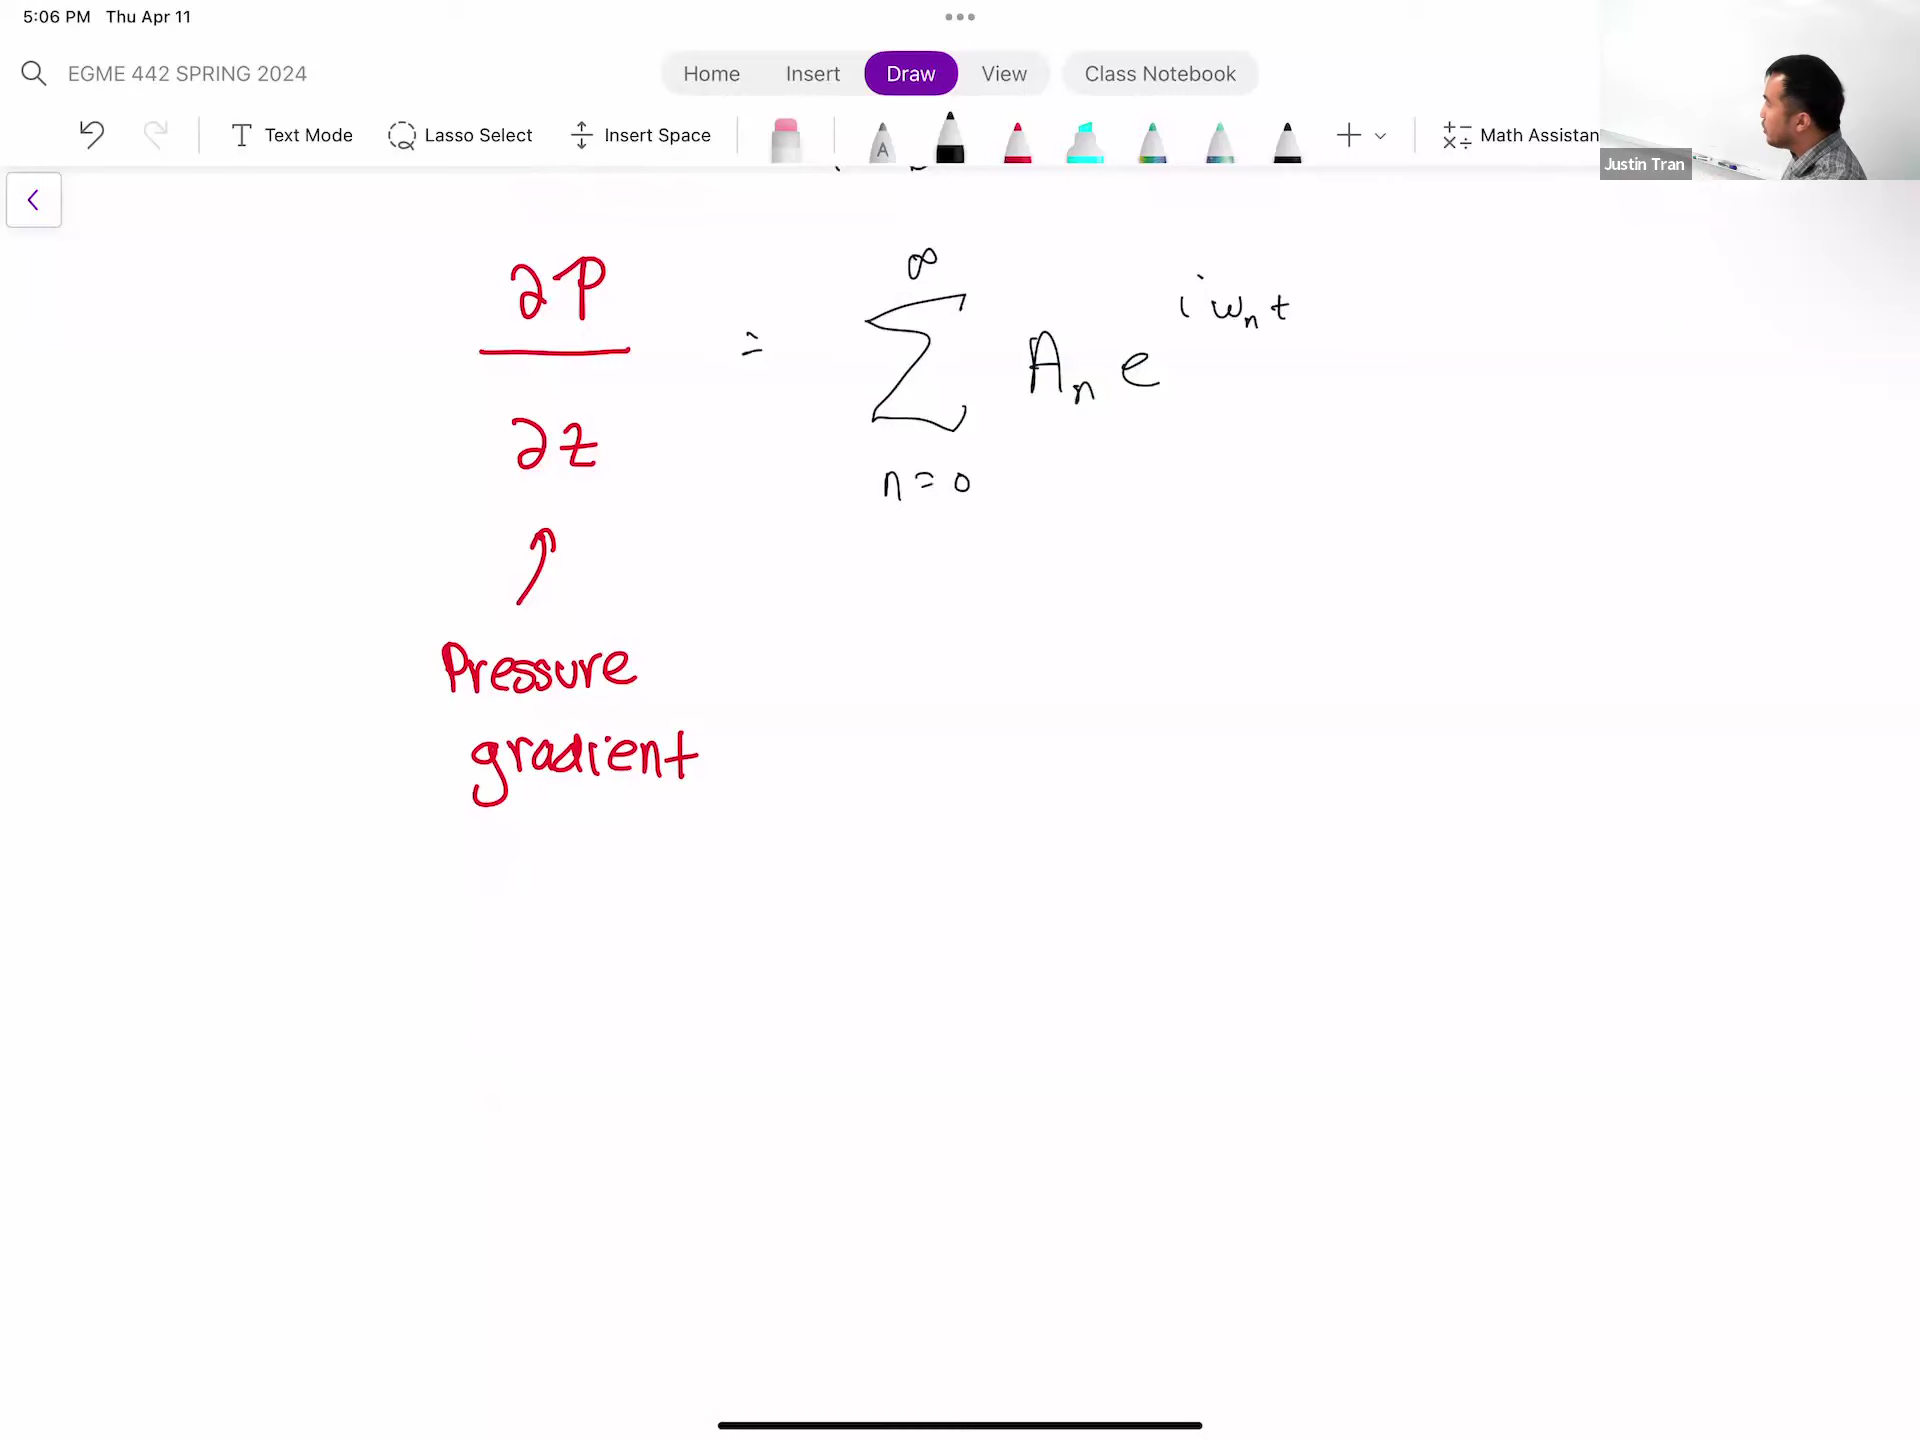 5:06 PM Thu Apr 11
EGME 442 SPRING 2024
Home Insert Draw View Class Notebook
Text Mode Lasso Select Insert Space A Math Assistan
Justin Tran
∂P
∂z
=
∞
∑ Aₙ e^{iωₙt}
n = 0
Pressure
gradient